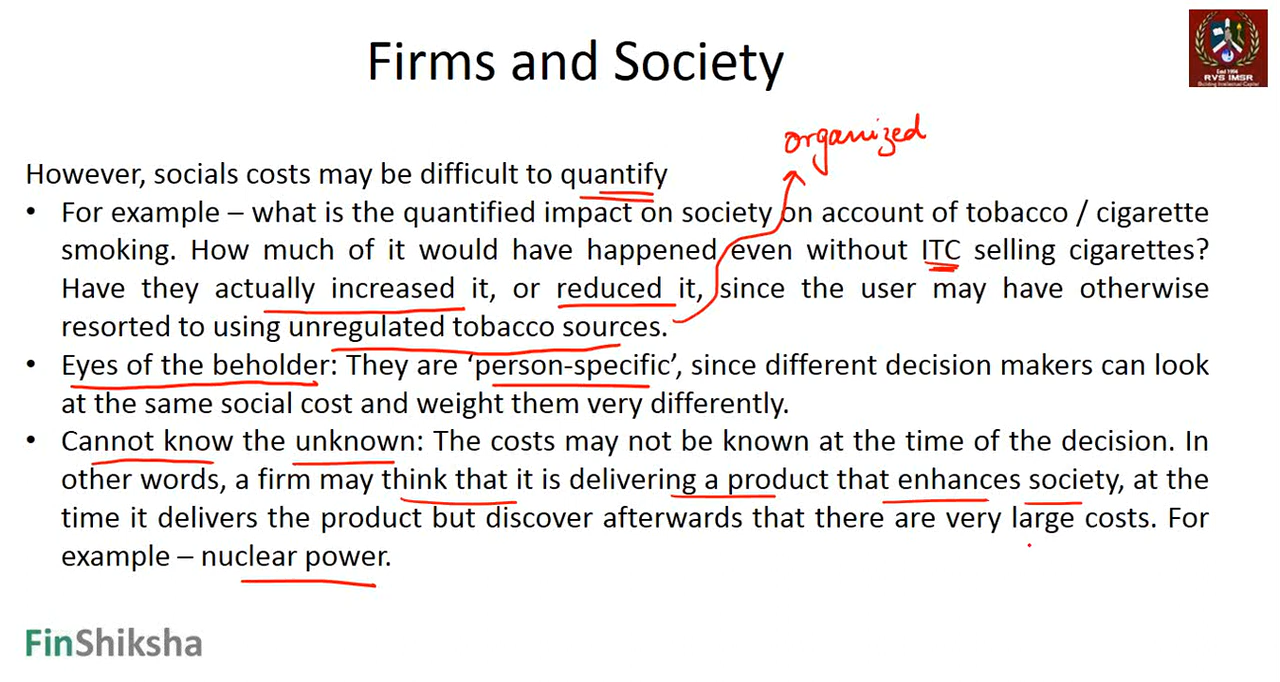 Firms and Society
Estd 1956
RVS IMSR
Building Intellectual Capital
organized
However, socials costs may be difficult to quantify
• For example – what is the quantified impact on society on account of tobacco / cigarette
smoking. How much of it would have happened even without ITC selling cigarettes?
Have they actually increased it, or reduced it, since the user may have otherwise
resorted to using unregulated tobacco sources.
• Eyes of the beholder: They are ‘person-specific’, since different decision makers can look
at the same social cost and weight them very differently.
• Cannot know the unknown: The costs may not be known at the time of the decision. In
other words, a firm may think that it is delivering a product that enhances society, at the
time it delivers the product but discover afterwards that there are very large costs. For
example – nuclear power.
FinShiksha